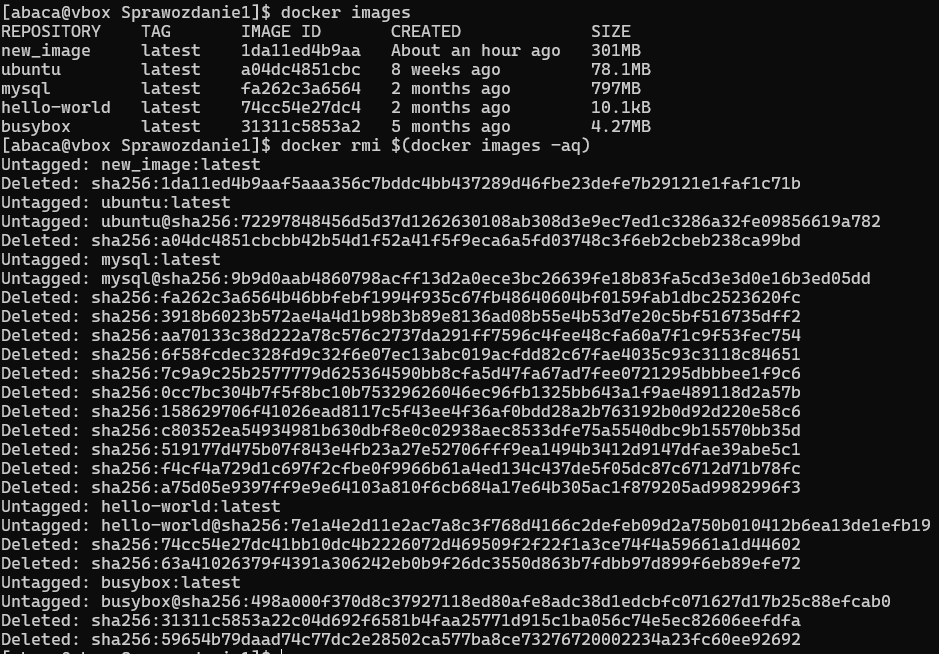 [abaca@vbox Sprawozdanie1]$ docker images
REPOSITORY    TAG       IMAGE ID       CREATED             SIZE
new_image     latest    1da11ed4b9aa   About an hour ago   301MB
ubuntu        latest    a04dc4851cbc   8 weeks ago         78.1MB
mysql         latest    fa262c3a6564   2 months ago        797MB
hello-world   latest    74cc54e27dc4   2 months ago        10.1kB
busybox       latest    31311c5853a2   5 months ago        4.27MB
[abaca@vbox Sprawozdanie1]$ docker rmi $(docker images -aq)
Untagged: new_image:latest
Deleted: sha256:1da11ed4b9aaf5aaa356c7bddc4bb437289d46fbe23defe7b29121e1faf1c71b
Untagged: ubuntu:latest
Untagged: ubuntu@sha256:72297848456d5d37d1262630108ab308d3e9ec7ed1c3286a32fe09856619a782
Deleted: sha256:a04dc4851cbcbb42b54d1f52a41f5f9eca6a5fd03748c3f6eb2cbeb238ca99bd
Untagged: mysql:latest
Untagged: mysql@sha256:9b9d0aab4860798acff13d2a0ece3bc26639fe18b83fa5cd3e3d0e16b3ed05dd
Deleted: sha256:fa262c3a6564b46bbfebf1994f935c67fb48640604bf0159fab1dbc2523620fc
Deleted: sha256:3918b6023b572ae4a4d1b98b3b89e8136ad08b55e4b53d7e20c5bf516735dff2
Deleted: sha256:aa70133c38d222a78c576c2737da291ff7596c4fee48cfa60a7f1c9f53fec754
Deleted: sha256:6f58fcdec328fd9c32f6e07ec13abc019acfdd82c67fae4035c93c3118c84651
Deleted: sha256:7c9a9c25b2577779d625364590bb8cfa5d47fa67ad7fee0721295dbbbee1f9c6
Deleted: sha256:0cc7bc304b7f5f8bc10b75329626046ec96fb1325bb643a1f9ae489118d2a57b
Deleted: sha256:158629706f41026ead8117c5f43ee4f36af0bdd28a2b763192b0d92d220e58c6
Deleted: sha256:c80352ea54934981b630dbf8e0c02938aec8533dfe75a5540dbc9b15570bb35d
Deleted: sha256:519177d475b07f843e4fb23a27e52706fff9ea1494b3412d9147dfae39abe5c1
Deleted: sha256:f4cf4a729d1c697f2cfbe0f9966b61a4ed134c437de5f05dc87c6712d71b78fc
Deleted: sha256:a75d05e9397ff9e9e64103a810f6cb684a17e64b305ac1f879205ad9982996f3
Untagged: hello-world:latest
Untagged: hello-world@sha256:7e1a4e2d11e2ac7a8c3f768d4166c2defeb09d2a750b010412b6ea13de1efb19
Deleted: sha256:74cc54e27dc41bb10dc4b2226072d469509f2f22f1a3ce74f4a59661a1d44602
Deleted: sha256:63a41026379f4391a306242eb0b9f26dc3550d863b7fdbb97d899f6eb89efe72
Untagged: busybox:latest
Untagged: busybox@sha256:498a000f370d8c37927118ed80afe8adc38d1edcbfc071627d17b25c88efcab0
Deleted: sha256:31311c5853a22c04d692f6581b4faa25771d915c1ba056c74e5ec82606eefdfa
Deleted: sha256:59654b79daad74c77dc2e28502ca577ba8ce73276720002234a23fc60ee92692
[abaca@vbox Sprawozdanie1]$